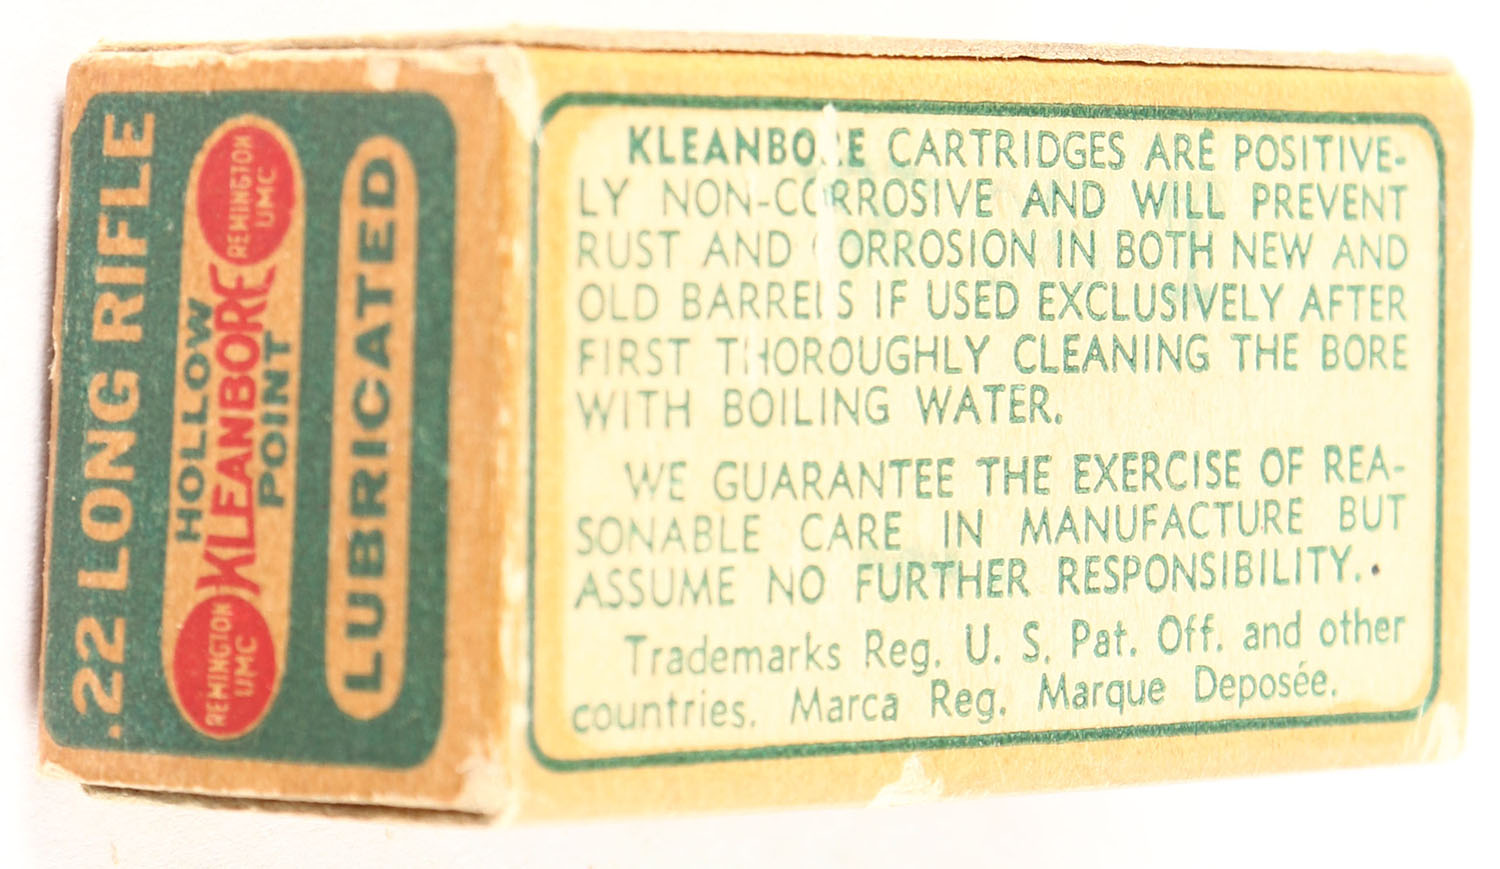 .22 LONG RIFLE
HOLLOW
REMINGTON
UMC
KLEANBORE
REMINGTON
UMC
POINT
LUBRICATED
KLEANBORE CARTRIDGES ARE POSITIVE-
LY NON-CORROSIVE AND WILL PREVENT
RUST AND CORROSION IN BOTH NEW AND
OLD BARRELS IF USED EXCLUSIVELY AFTER
FIRST THOROUGHLY CLEANING THE BORE
WITH BOILING WATER.
WE GUARANTEE THE EXERCISE OF REA-
SONABLE CARE IN MANUFACTURE BUT
ASSUME NO FURTHER RESPONSIBILITY.
Trademarks Reg. U. S. Pat. Off. and other
countries. Marca Reg. Marque Deposée.